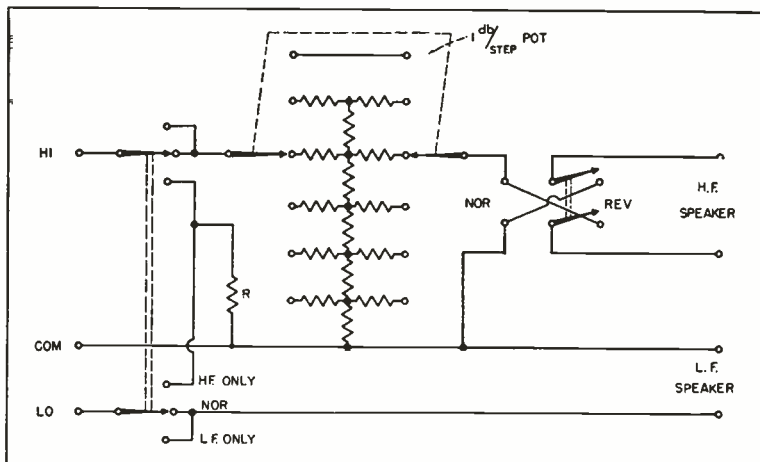 1 db/STEP POT
HI
NOR
REV
H.F.
SPEAKER
R
COM
L.F.
SPEAKER
H.F. ONLY
LO
NOR
L.F. ONLY